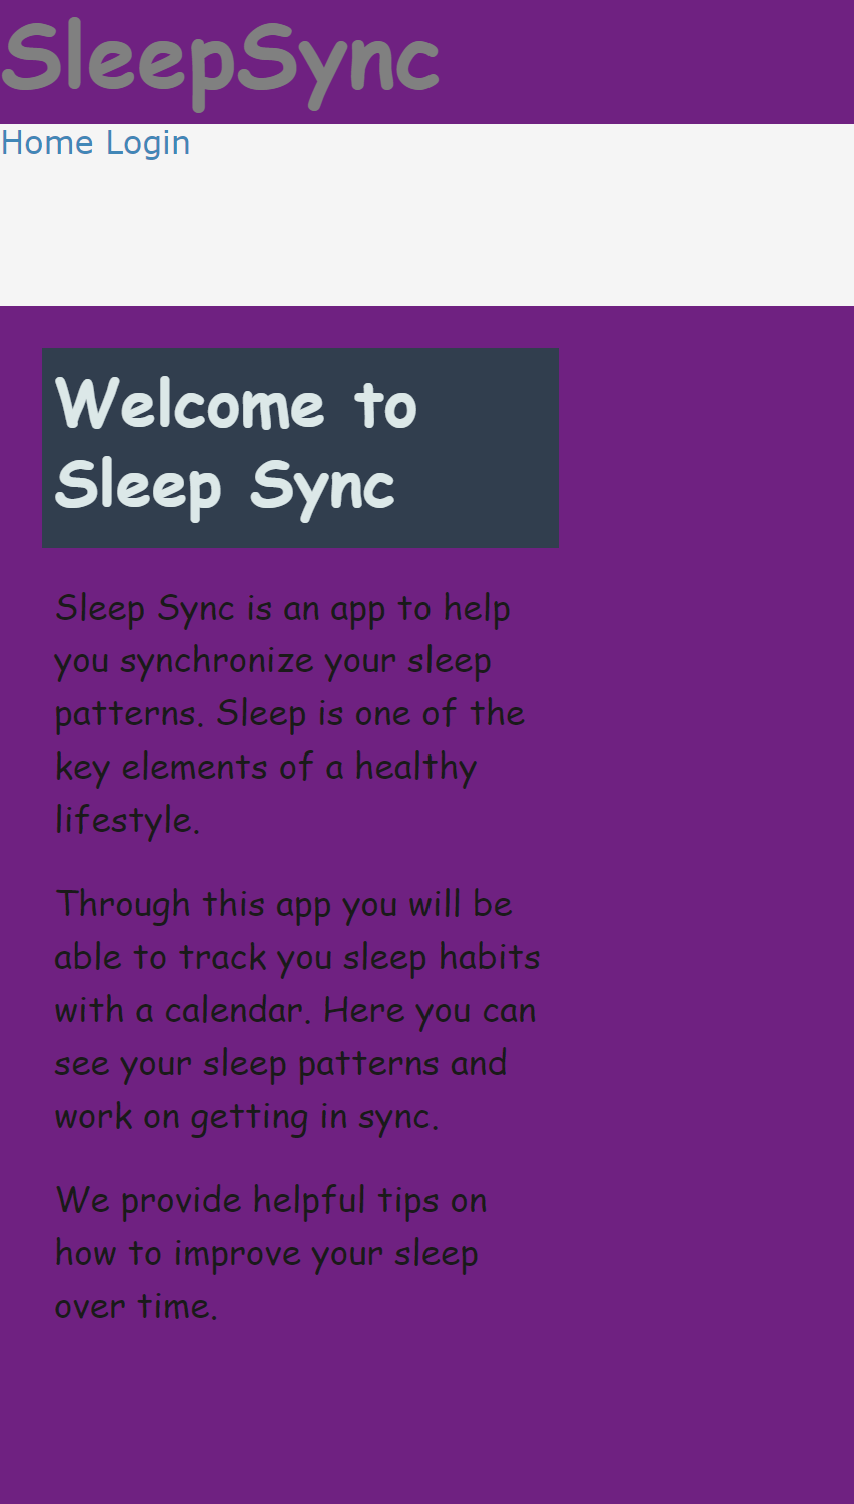 SleepSync
Home Login
Welcome to
Sleep Sync
Sleep Sync is an app to help
you synchronize your sleep
patterns. Sleep is one of the
key elements of a healthy
lifestyle.
Through this app you will be
able to track you sleep habits
with a calendar. Here you can
see your sleep patterns and
work on getting in sync.
We provide helpful tips on
how to improve your sleep
over time.